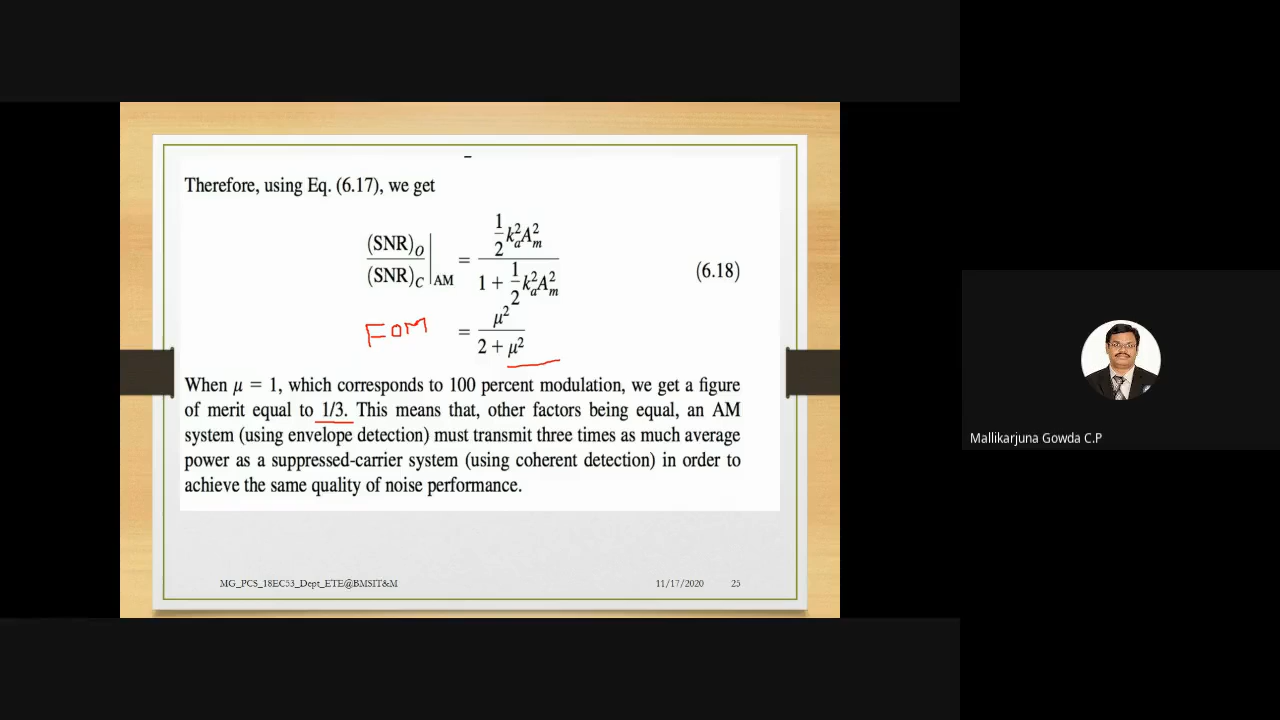 Therefore, using Eq. (6.17), we get
(SNR)_O / (SNR)_C |_AM = (1/2 k_a^2 A_m^2) / (1 + 1/2 k_a^2 A_m^2) (6.18)
FOM = μ^2 / (2 + μ^2)
When μ = 1, which corresponds to 100 percent modulation, we get a figure
of merit equal to 1/3. This means that, other factors being equal, an AM
system (using envelope detection) must transmit three times as much average
power as a suppressed-carrier system (using coherent detection) in order to
achieve the same quality of noise performance.
MG_PCS_18EC53_Dept_ETE@BMSIT&M 11/17/2020 25
Mallikarjuna Gowda C.P